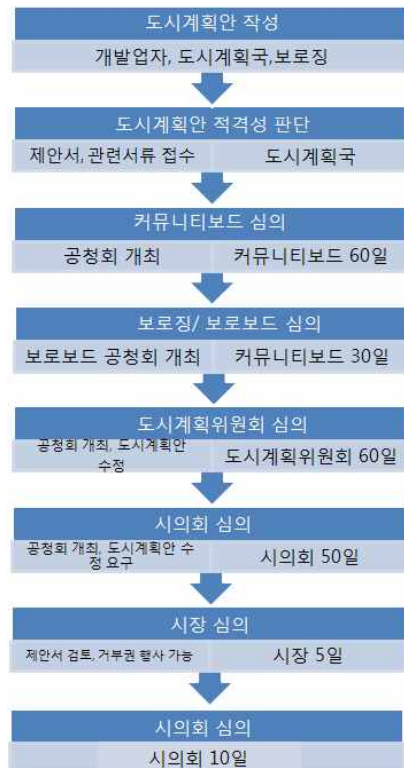 도시계획안 작성
개발업자, 도시계획국,보로징
도시계획안 적격성 판단
제안서, 관련서류 접수 도시계획국
커뮤니티보드 심의
공청회 개최 커뮤니티보드 60일
보로징/ 보로보드 심의
보로보드 공청회 개최 커뮤니티보드 30일
도시계획위원회 심의
공청회 개최, 도시계획안
수정
도시계획위원회 60일
시의회 심의
공청회 개최, 도시계획안 수
정 요구
시의회 50일
시장 심의
제안서 검토, 거부권 행사 가능 시장 5일
시의회 심의
시의회 10일